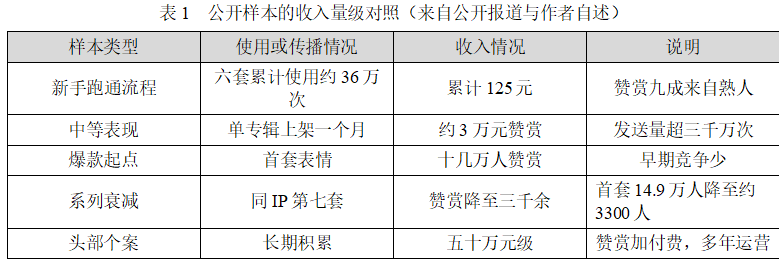 表 1 公开样本的收入量级对照（来自公开报道与作者自述）
样本类型 使用或传播情况 收入情况 说明
新手跑通流程 六套累计使用约 36 万次 累计 125 元 赞赏九成来自熟人
中等表现 单专辑上架一个月 约 3 万元赞赏 发送量超三千万次
爆款起点 首套表情 十几万人赞赏 早期竞争少
系列衰减 同 IP 第七套 赞赏降至三千余 首套 14.9 万人降至约 3300 人
头部个案 长期积累 五十万元级 赞赏加付费，多年运营